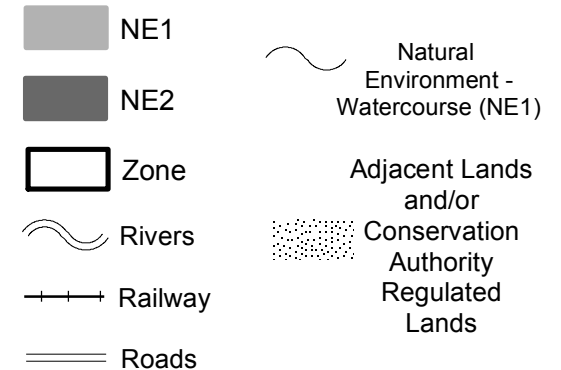 NE1
NE2
Zone
Rivers
Railway
Roads
Natural
Environment -
Watercourse (NE1)
Adjacent Lands
and/or
Conservation
Authority
Regulated
Lands